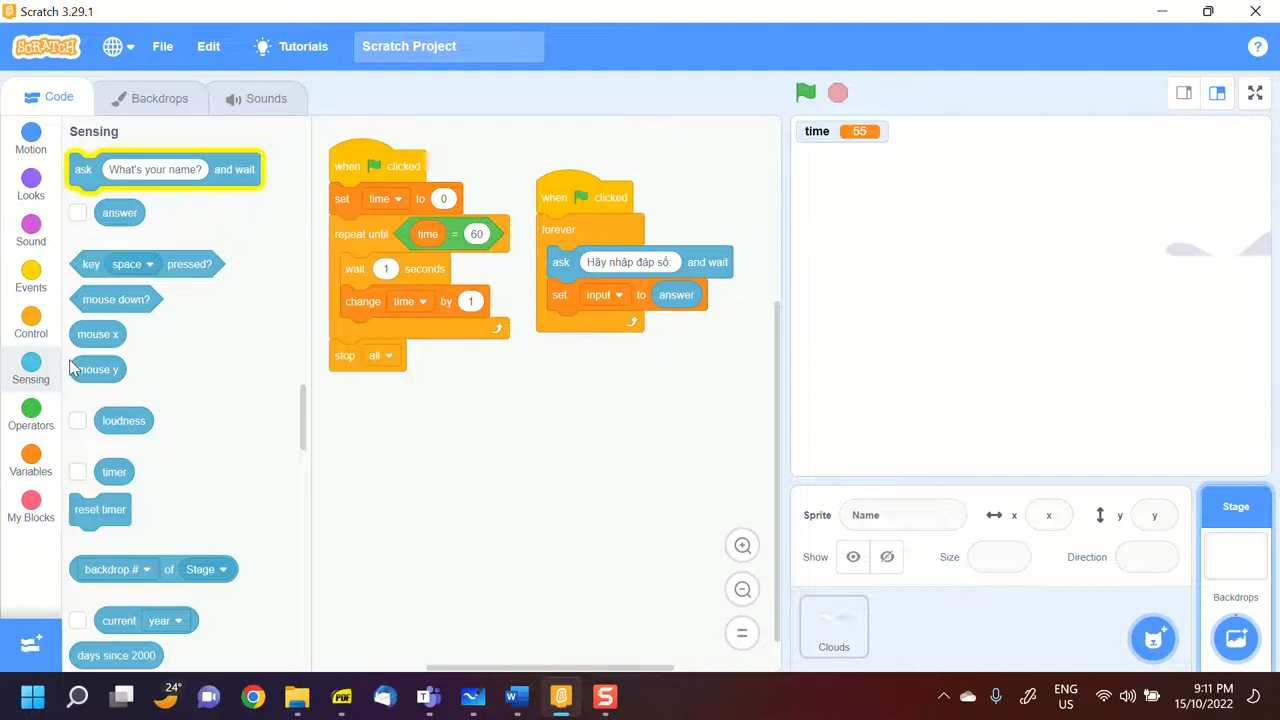 Scratch 3.29.1
SCRATCH File Edit Tutorials Scratch Project ?
Code Backdrops Sounds
Motion
Looks
Sound
Events
Control
Sensing
Operators
Variables
My Blocks
Sensing
ask What's your name? and wait
answer
key space pressed?
mouse down?
mouse x
mouse y
loudness
timer
reset timer
backdrop # of Stage
current year
days since 2000
when clicked
set time to 0
repeat until time = 60
wait 1 seconds
change time by 1
stop all
when clicked
forever
ask Hãy nhập đáp số: and wait
set input to answer
time 55
Sprite Name x x y y
Show Size Direction
Clouds
Stage
Backdrops
24°
PDF
ENG
US
9:11 PM
15/10/2022